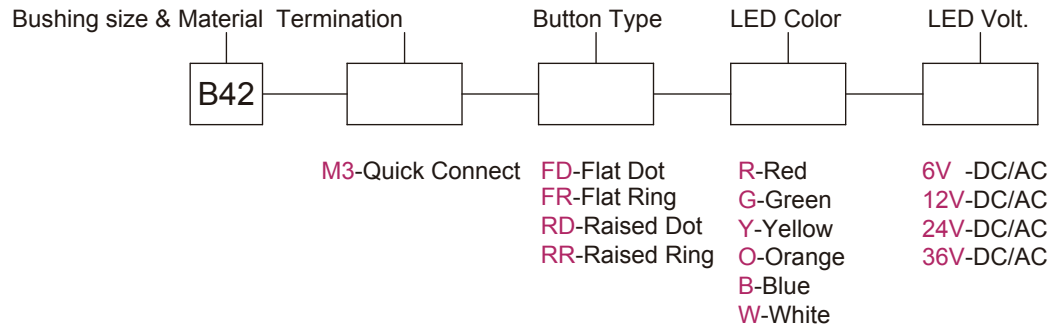 Bushing size & Material Termination Button Type LED Color LED Volt.
B42
M3-Quick Connect FD-Flat Dot R-Red 6V -DC/AC
FR-Flat Ring G-Green 12V-DC/AC
RD-Raised Dot Y-Yellow 24V-DC/AC
RR-Raised Ring O-Orange 36V-DC/AC
B-Blue
W-White